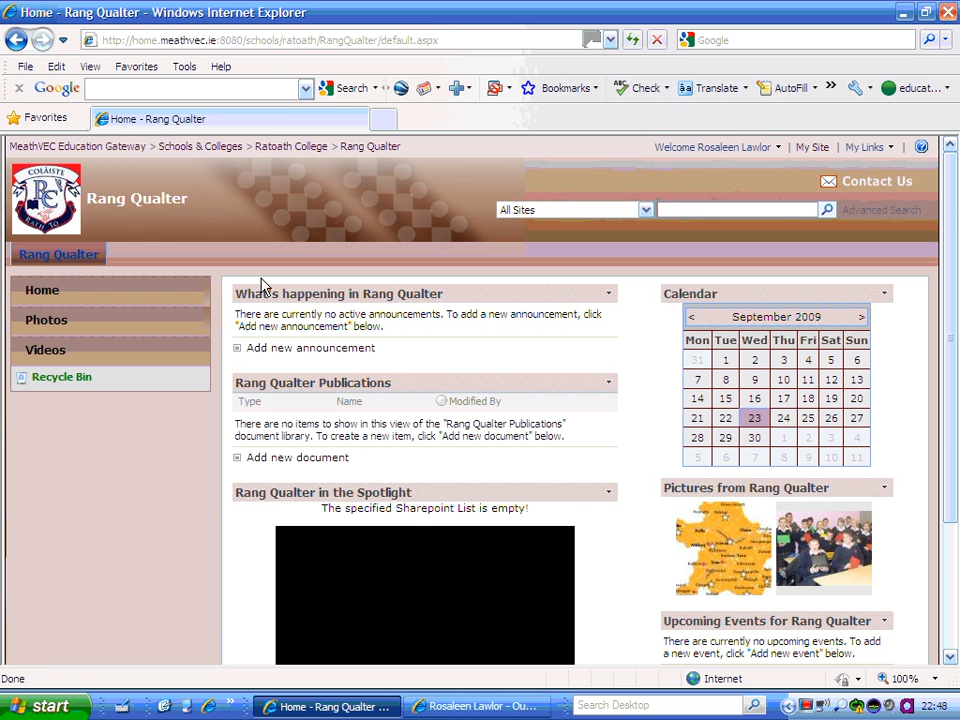 Home - Rang Qualter - Windows Internet Explorer
http://home.meathvec.ie:8080/schools/ratoath/RangQualter/default.aspx
Google
File Edit View Favorites Tools Help
x Google Search Bookmarks Check Translate AutoFill educat...
Favorites Home - Rang Qualter
MeathVEC Education Gateway > Schools & Colleges > Ratoath College > Rang Qualter
Welcome Rosaleen Lawlor My Site My Links
COLÁISTE
Rang Qualter
Contact Us
All Sites Advanced Search
Rang Qualter
Home
Photos
Videos
Recycle Bin
What's happening in Rang Qualter
There are currently no active announcements. To add a new announcement, click
"Add new announcement" below.
Add new announcement
Rang Qualter Publications
Type Name Modified By
There are no items to show in this view of the "Rang Qualter Publications"
document library. To create a new item, click "Add new document" below.
Add new document
Rang Qualter in the Spotlight
The specified Sharepoint List is empty!
Calendar
< September 2009 >
Mon Tue Wed Thu Fri Sat Sun
31 1 2 3 4 5 6
7 8 9 10 11 12 13
14 15 16 17 18 19 20
21 22 23 24 25 26 27
28 29 30 1 2 3 4
5 6 7 8 9 10 11
Pictures from Rang Qualter
Upcoming Events for Rang Qualter
There are currently no upcoming events. To add
a new event, click "Add new event" below.
Done Internet 100%
start Home - Rang Qualter ... Rosaleen Lawlor - Ou... Search Desktop 22:48